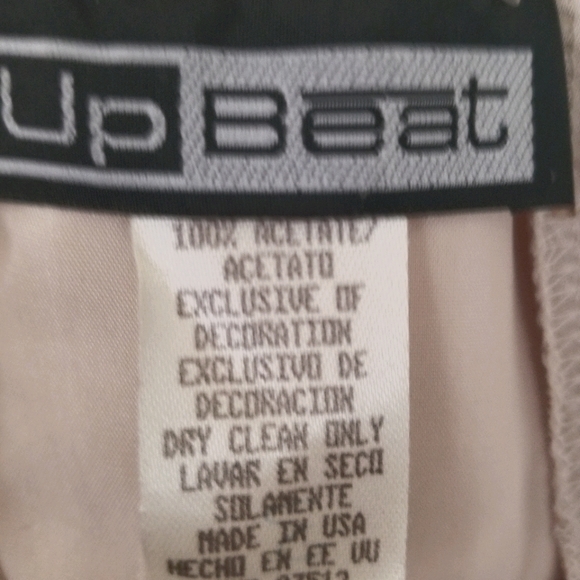 Up Beat
100% ACETATE/
ACETATO
EXCLUSIVE OF
DECORATION
EXCLUSIVO DE
DECORACION
DRY CLEAN ONLY
LAVAR EN SECO
SOLAMENTE
MADE IN USA
HECHO EN EE UU